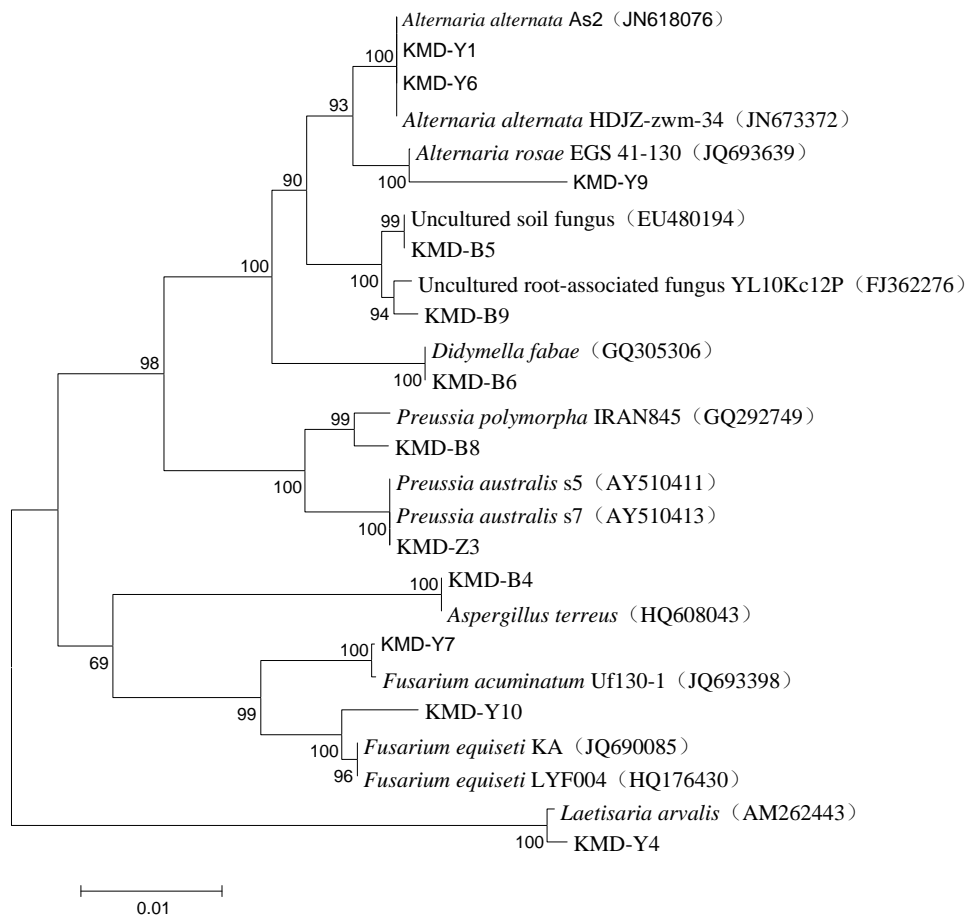 Alternaria alternata As2（JN618076）
100
KMD-Y1
KMD-Y6
93
Alternaria alternata HDJZ-zwm-34（JN673372）
Alternaria rosae EGS 41-130（JQ693639）
100
KMD-Y9
90
99
Uncultured soil fungus（EU480194）
KMD-B5
100
100
Uncultured root-associated fungus YL10Kc12P（FJ362276）
94
KMD-B9
Didymella fabae（GQ305306）
98
100
KMD-B6
99
Preussia polymorpha IRAN845（GQ292749）
KMD-B8
100
Preussia australis s5（AY510411）
Preussia australis s7（AY510413）
100
KMD-Z3
100
KMD-B4
Aspergillus terreus（HQ608043）
69
100
KMD-Y7
Fusarium acuminatum Uf130-1（JQ693398）
99
KMD-Y10
100
Fusarium equiseti KA（JQ690085）
96
Fusarium equiseti LYF004（HQ176430）
Laetisaria arvalis（AM262443）
100
KMD-Y4
0.01